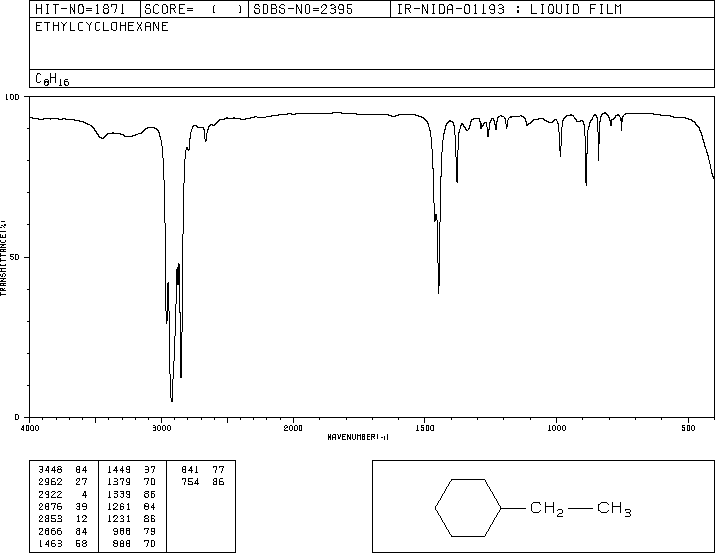 HIT-NO=1871 SCORE= ( ) SDBS-NO=2395 IR-NIDA-01193 : LIQUID FILM
ETHYLCYCLOHEXANE
C8H16
100
50
0
TRANSMITTANCE(%)
4000 3000 2000 1500 1000 500
WAVENUMBER(-1)
3448 84 1449 37 841 77
2962 27 1379 70 754 86
2922 4 1339 86
2876 39 1261 84
2853 12 1231 86
2666 84 988 79
1463 58 888 70
CH2 CH3